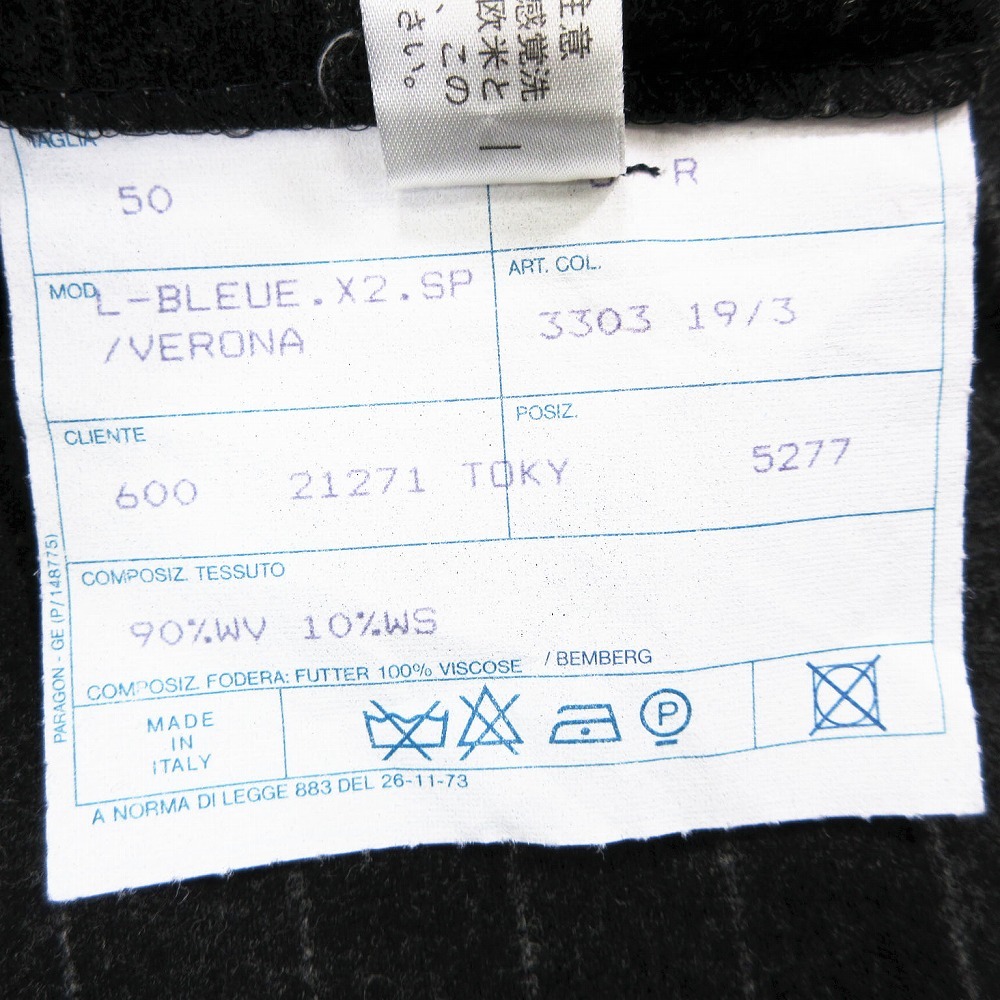 注意
感覚洗
欧米と
、この
さい。
TAGLIA
50
R
MOD.
L-BLEUE.X2.SP
/VERONA
ART. COL.
3303 19/3
CLIENTE
600 21271 TOKY
POSIZ.
5277
COMPOSIZ. TESSUTO
90%WV 10%WS
COMPOSIZ. FODERA: FUTTER 100% VISCOSE / BEMBERG
MADE
IN
ITALY
P
A NORMA DI LEGGE 883 DEL 26-11-73
PARAGON - GE (P/148775)